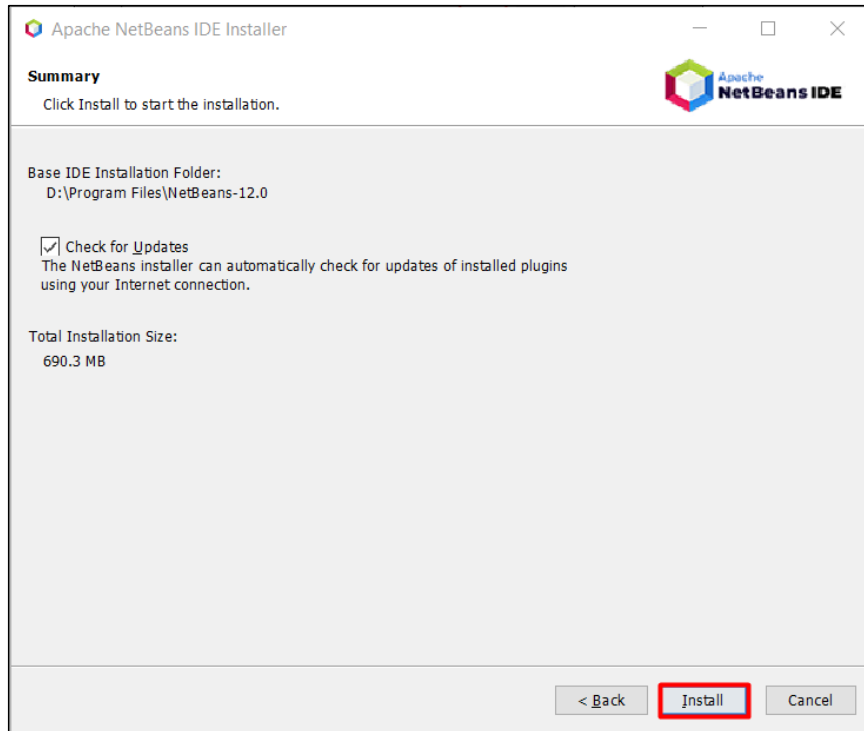 Apache NetBeans IDE Installer
Summary
Click Install to start the installation.
Apache
NetBeans IDE
Base IDE Installation Folder:
D:\Program Files\NetBeans-12.0
Check for Updates
The NetBeans installer can automatically check for updates of installed plugins
using your Internet connection.
Total Installation Size:
690.3 MB
< Back
Install
Cancel